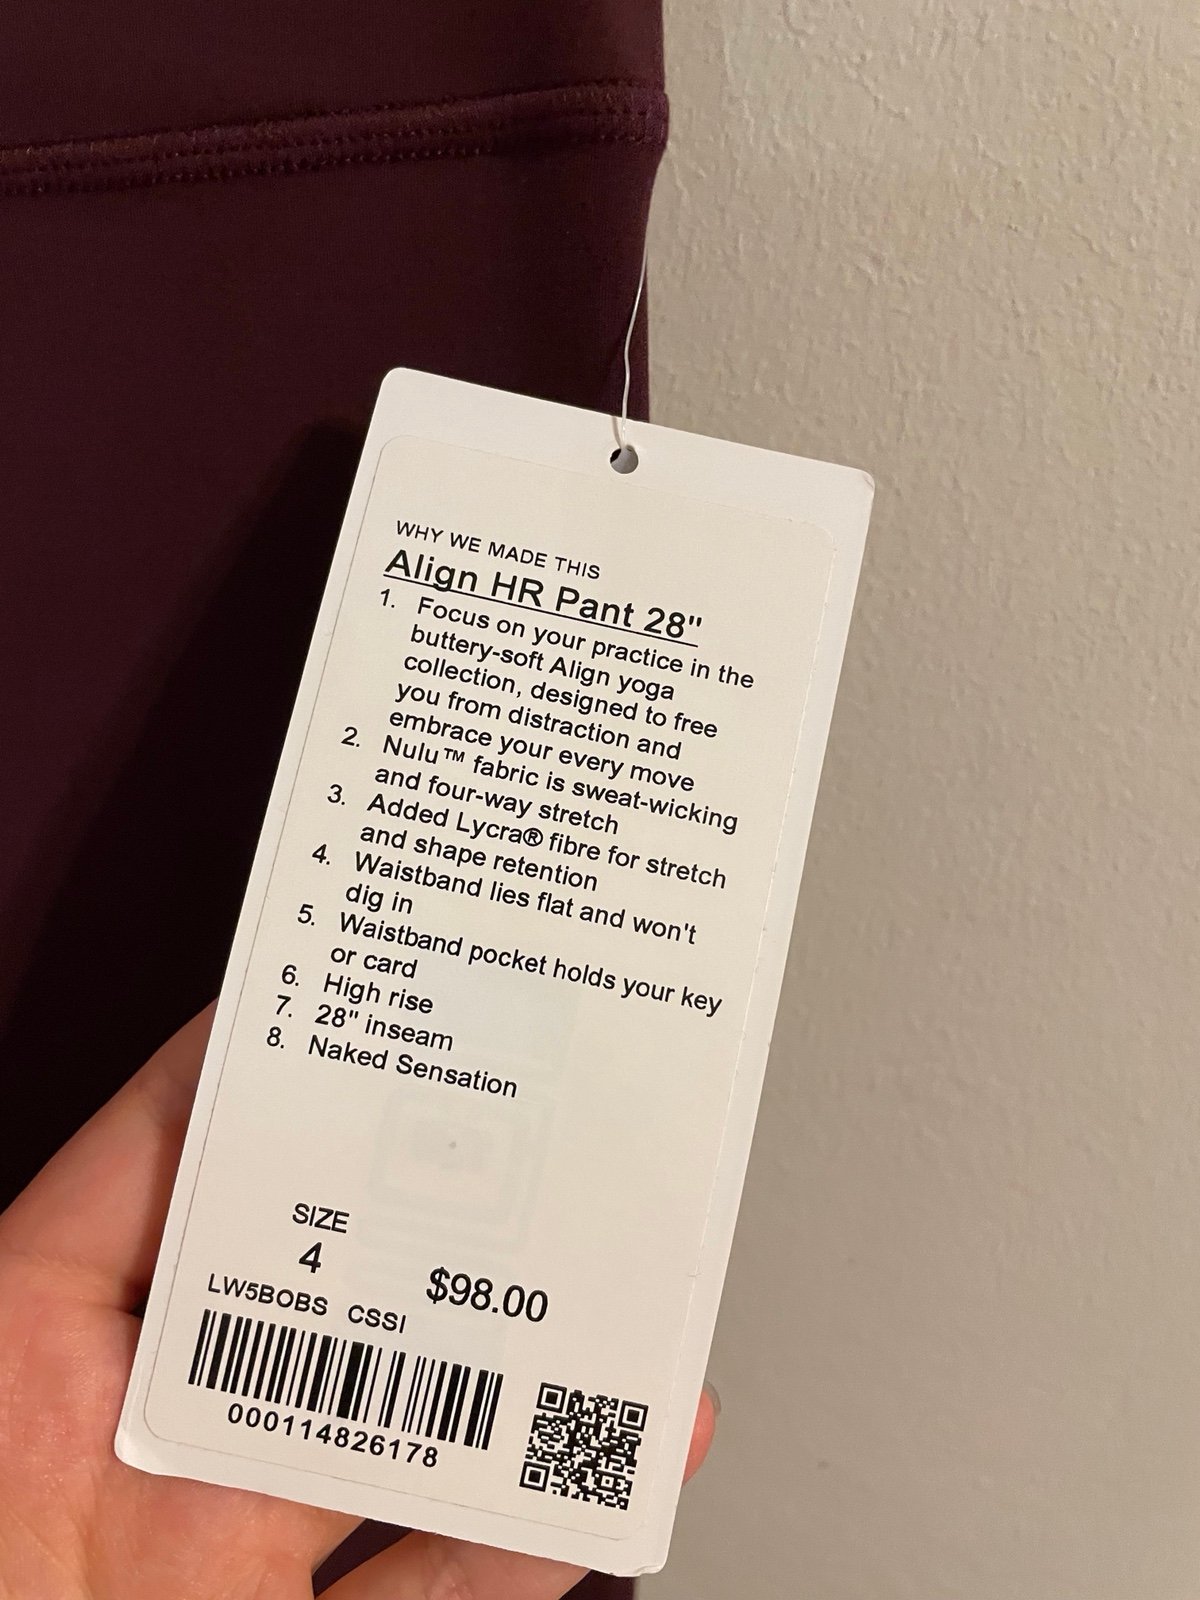 WHY WE MADE THIS
Align HR Pant 28"
1. Focus on your practice in the
buttery-soft Align yoga
collection, designed to free
you from distraction and
embrace your every move
2. Nulu™ fabric is sweat-wicking
and four-way stretch
3. Added Lycra® fibre for stretch
and shape retention
4. Waistband lies flat and won't
dig in
5. Waistband pocket holds your key
or card
6. High rise
7. 28" inseam
8. Naked Sensation
SIZE
4
$98.00
LW5BOBS CSSI
000114826178